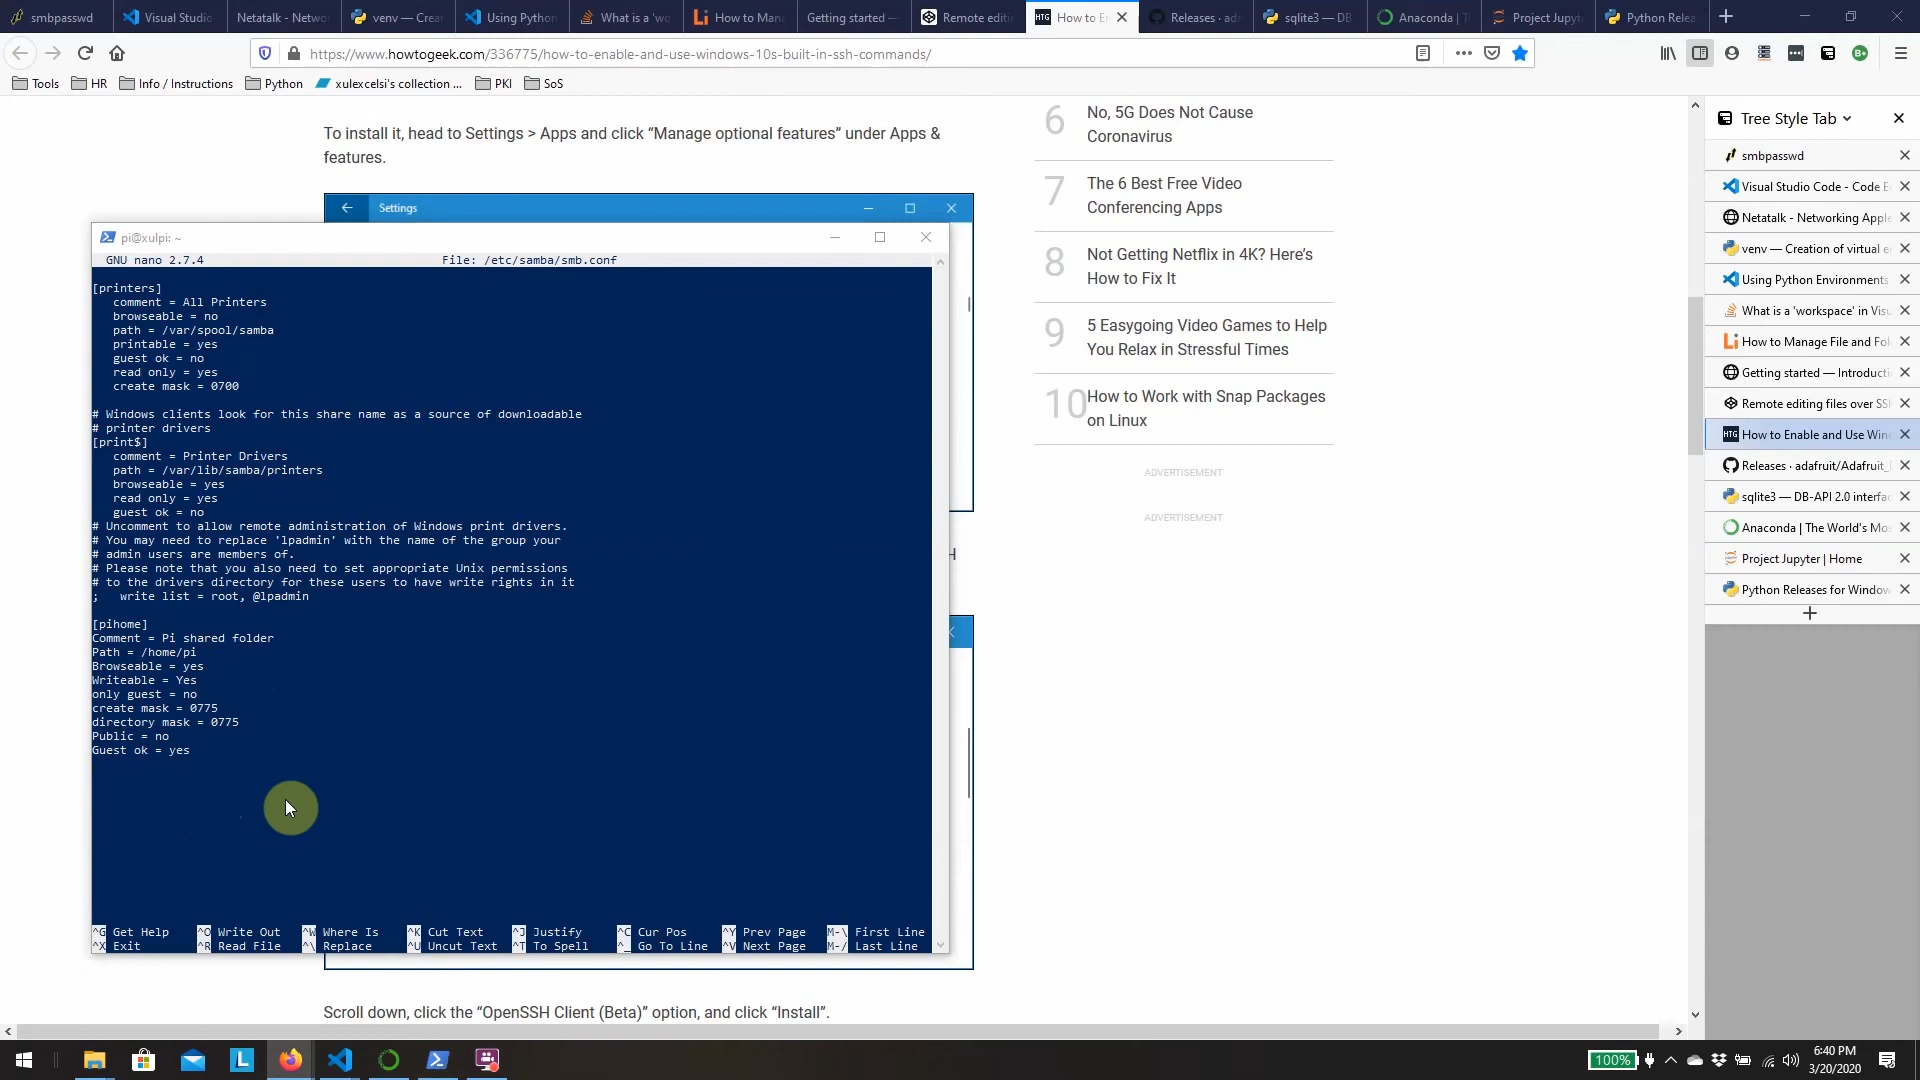 smbpasswd
Visual Studio
Netatalk - Netwo
venv — Crea
Using Python
What is a 'wo
How to Mana
Getting started —
Remote editi
How to E
Releases · ada
sqlite3 — DB
Anaconda | T
Project Jupyt
Python Relea
https://www.howtogeek.com/336775/how-to-enable-and-use-windows-10s-built-in-ssh-commands/
Tools
HR
Info / Instructions
Python
xulexcelsi's collection ...
PKI
SoS
To install it, head to Settings > Apps and click “Manage optional features” under Apps &
features.
Settings
pi@xulpi: ~
GNU nano 2.7.4 File: /etc/samba/smb.conf
[printers]
comment = All Printers
browseable = no
path = /var/spool/samba
printable = yes
guest ok = no
read only = yes
create mask = 0700
# Windows clients look for this share name as a source of downloadable
# printer drivers
[print$]
comment = Printer Drivers
path = /var/lib/samba/printers
browseable = yes
read only = yes
guest ok = no
# Uncomment to allow remote administration of Windows print drivers.
# You may need to replace 'lpadmin' with the name of the group your
# admin users are members of.
# Please note that you also need to set appropriate Unix permissions
# to the drivers directory for these users to have write rights in it
; write list = root, @lpadmin
[pihome]
Comment = Pi shared folder
Path = /home/pi
Browseable = yes
Writeable = Yes
only guest = no
create mask = 0775
directory mask = 0775
Public = no
Guest ok = yes
^G Get Help ^O Write Out ^W Where Is ^K Cut Text ^J Justify ^C Cur Pos ^Y Prev Page M-\ First Line
^X Exit ^R Read File ^\ Replace ^U Uncut Text ^T To Spell ^_ Go To Line ^V Next Page M-/ Last Line
H
Scroll down, click the “OpenSSH Client (Beta)” option, and click “Install”.
6 No, 5G Does Not Cause
Coronavirus
7 The 6 Best Free Video
Conferencing Apps
8 Not Getting Netflix in 4K? Here’s
How to Fix It
9 5 Easygoing Video Games to Help
You Relax in Stressful Times
10 How to Work with Snap Packages
on Linux
ADVERTISEMENT
ADVERTISEMENT
Tree Style Tab
smbpasswd
Visual Studio Code - Code E
Netatalk - Networking Apple
venv — Creation of virtual e
Using Python Environments
What is a 'workspace' in Visu
How to Manage File and Fol
Getting started — Introducti
Remote editing files over SS
HTG How to Enable and Use Win
Releases · adafruit/Adafruit_
sqlite3 — DB-API 2.0 interfac
Anaconda | The World's Mo
Project Jupyter | Home
Python Releases for Window
100%
6:40 PM
3/20/2020